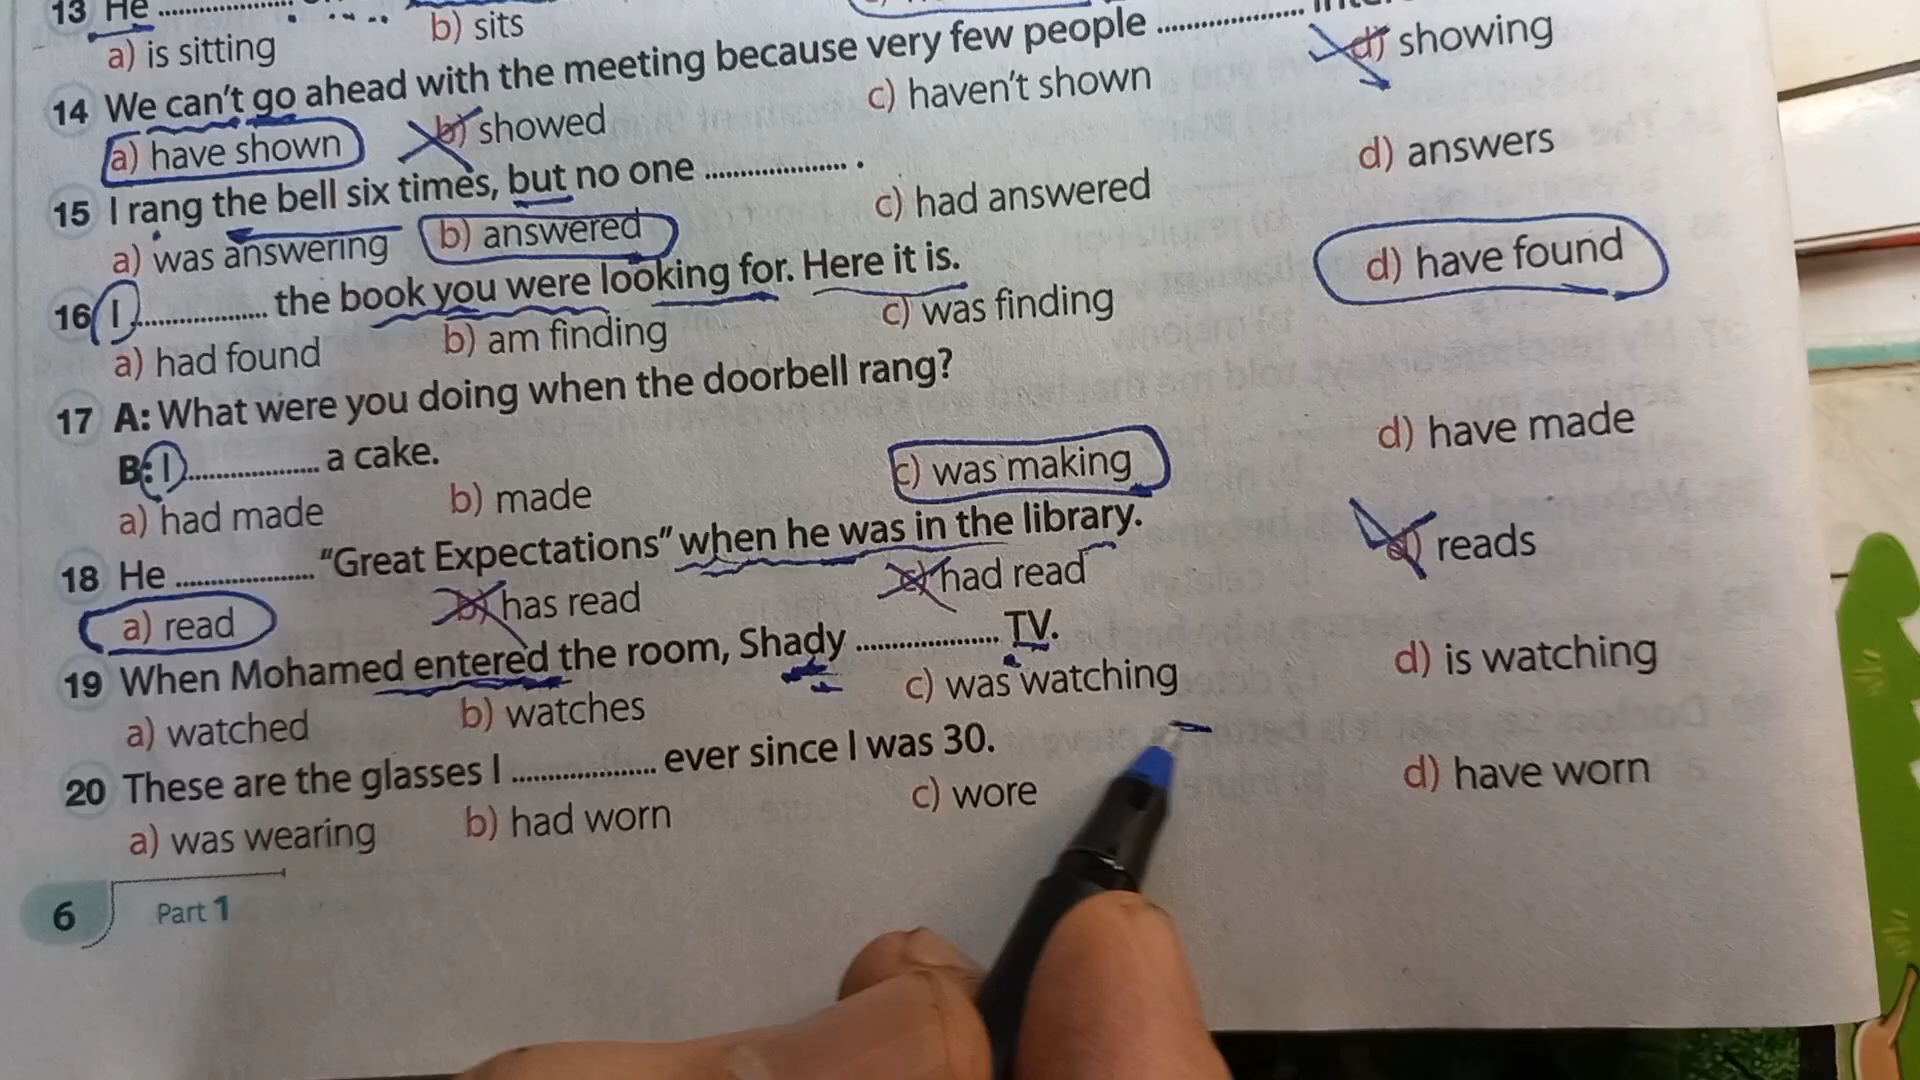 13 He ....................
a) is sitting b) sits
14 We can't go ahead with the meeting because very few people ....................
a) have shown b) showed c) haven't shown d) showing
15 I rang the bell six times, but no one .................... .
a) was answering b) answered c) had answered d) answers
16 I .................... the book you were looking for. Here it is.
a) had found b) am finding c) was finding d) have found
17 A: What were you doing when the doorbell rang?
B: I .................... a cake.
a) had made b) made c) was making d) have made
18 He .................... "Great Expectations" when he was in the library.
a) read b) has read c) had read d) reads
19 When Mohamed entered the room, Shady .................... TV.
a) watched b) watches c) was watching d) is watching
20 These are the glasses I .................... ever since I was 30.
a) was wearing b) had worn c) wore d) have worn
6 Part 1